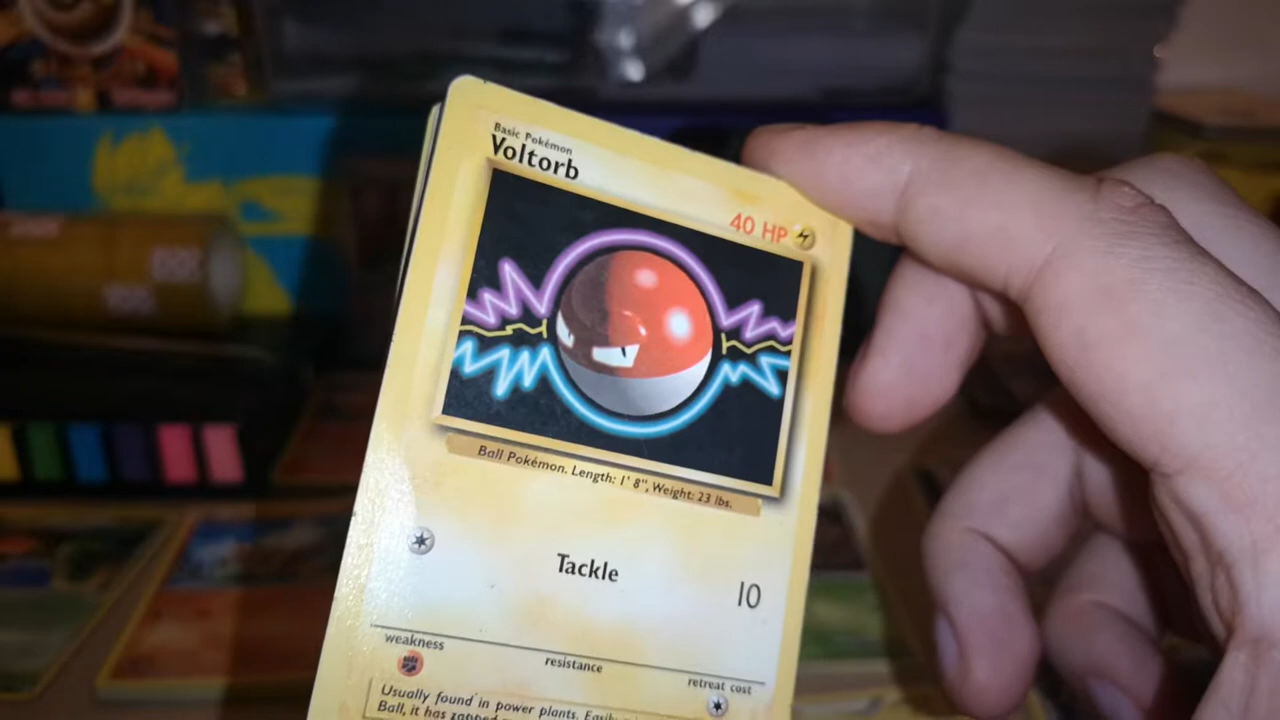 Basic Pokémon
Voltorb
40 HP
Ball Pokémon. Length: 1' 8", Weight: 23 lbs.
Tackle
10
weakness
resistance
retreat cost
Usually found in power plants. Easily
Ball, it has zapped